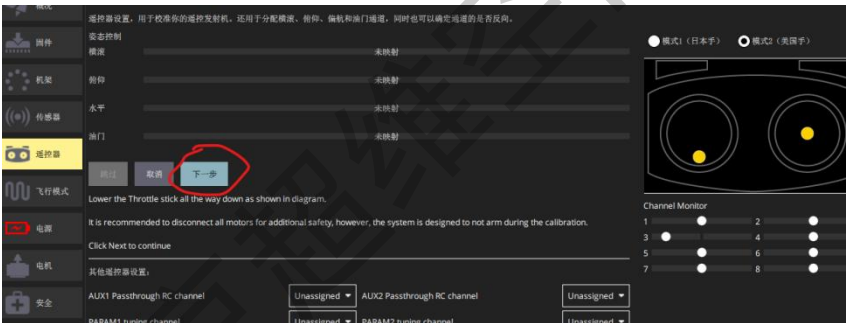 概况
固件
机架
传感器
遥控器
飞行模式
电源
电机
安全
遥控器设置，用于校准你的遥控发射机。还用于分配横滚、俯仰、偏航和油门通道，同时也可以确定通道的是否反向。
姿态控制
横滚 未映射
俯仰 未映射
水平 未映射
油门 未映射
跳过 取消 下一步
Lower the Throttle stick all the way down as shown in diagram.
It is recommended to disconnect all motors for additional safety, however, the system is designed to not arm during the calibration.
Click Next to continue
其他遥控器设置：
AUX1 Passthrough RC channel Unassigned AUX2 Passthrough RC channel Unassigned
PARAM1 tuning channel Unassigned PARAM2 tuning channel Unassigned
模式1（日本手） 模式2（美国手）
Channel Monitor
1 2
3 4
5 6
7 8
超维空